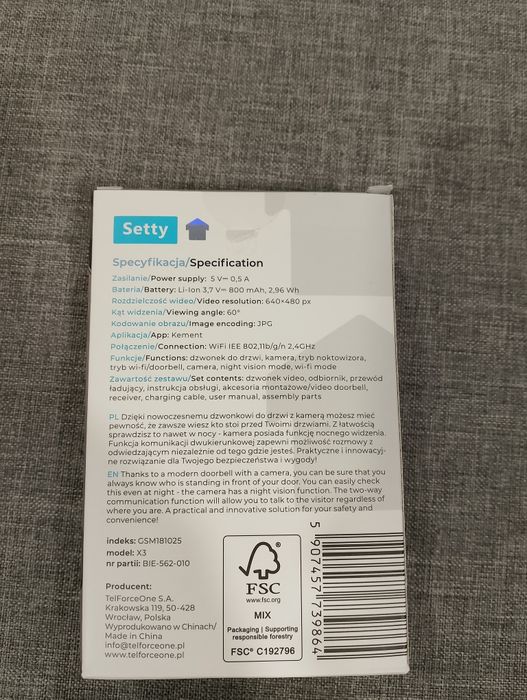 Setty
Specyfikacja/Specification
Zasilanie/Power supply: 5 V⎓ 0,5 A
Bateria/Battery: Li-Ion 3,7 V⎓ 800 mAh, 2,96 Wh
Rozdzielczość wideo/Video resolution: 640×480 px
Kąt widzenia/Viewing angle: 60°
Kodowanie obrazu/Image encoding: JPG
Aplikacja/App: Kement
Połączenie/Connection: WiFi IEE 802,11b/g/n 2,4GHz
Funkcje/Functions: dzwonek do drzwi, kamera, tryb noktowizora,
tryb wi-fi/doorbell, camera, night vision mode, wi-fi mode
Zawartość zestawu/Set contents: dzwonek video, odbiornik, przewód
ładujący, instrukcja obsługi, akcesoria montażowe/video doorbell,
receiver, charging cable, user manual, assembly parts
PL Dzięki nowoczesnemu dzwonkowi do drzwi z kamerą możesz mieć
pewność, że zawsze wiesz kto stoi przed Twoimi drzwiami. Z łatwością
sprawdzisz to nawet w nocy - kamera posiada funkcję nocnego widzenia.
Funkcja komunikacji dwukierunkowej zapewni możliwość rozmowy z
odwiedzającym niezależnie od tego gdzie jesteś. Praktyczne i innowacyj-
ne rozwiązanie dla Twojego bezpieczeństwa i wygody!
EN Thanks to a modern doorbell with a camera, you can be sure that you
always know who is standing in front of your door. You can easily check
this even at night - the camera has a night vision function. The two-way
communication function will allow you to talk to the visitor regardless of
where you are. A practical and innovative solution for your safety and
convenience!
indeks: GSM181025
model: X3
nr partii: BIE-562-010
Producent:
TelForceOne S.A.
Krakowska 119, 50-428
Wrocław, Polska
Wyprodukowano w Chinach/
Made in China
info@telforceone.pl
www.telforceone.pl
®
FSC
www.fsc.org
MIX
Packaging | Supporting
responsible forestry
FSC® C192796
5 907457 739864